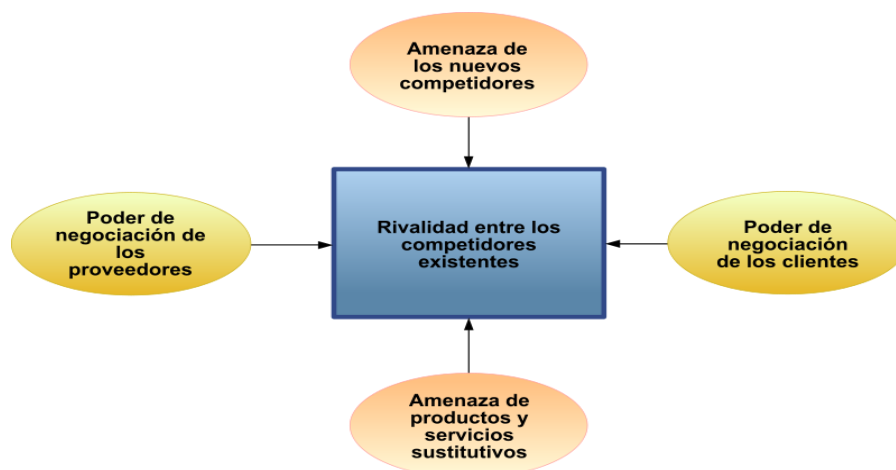 Amenaza de
los nuevos
competidores
Poder de
negociación de
los
proveedores
Rivalidad entre los
competidores
existentes
Poder de
negociación
de los clientes
Amenaza de
productos y
servicios
sustitutivos